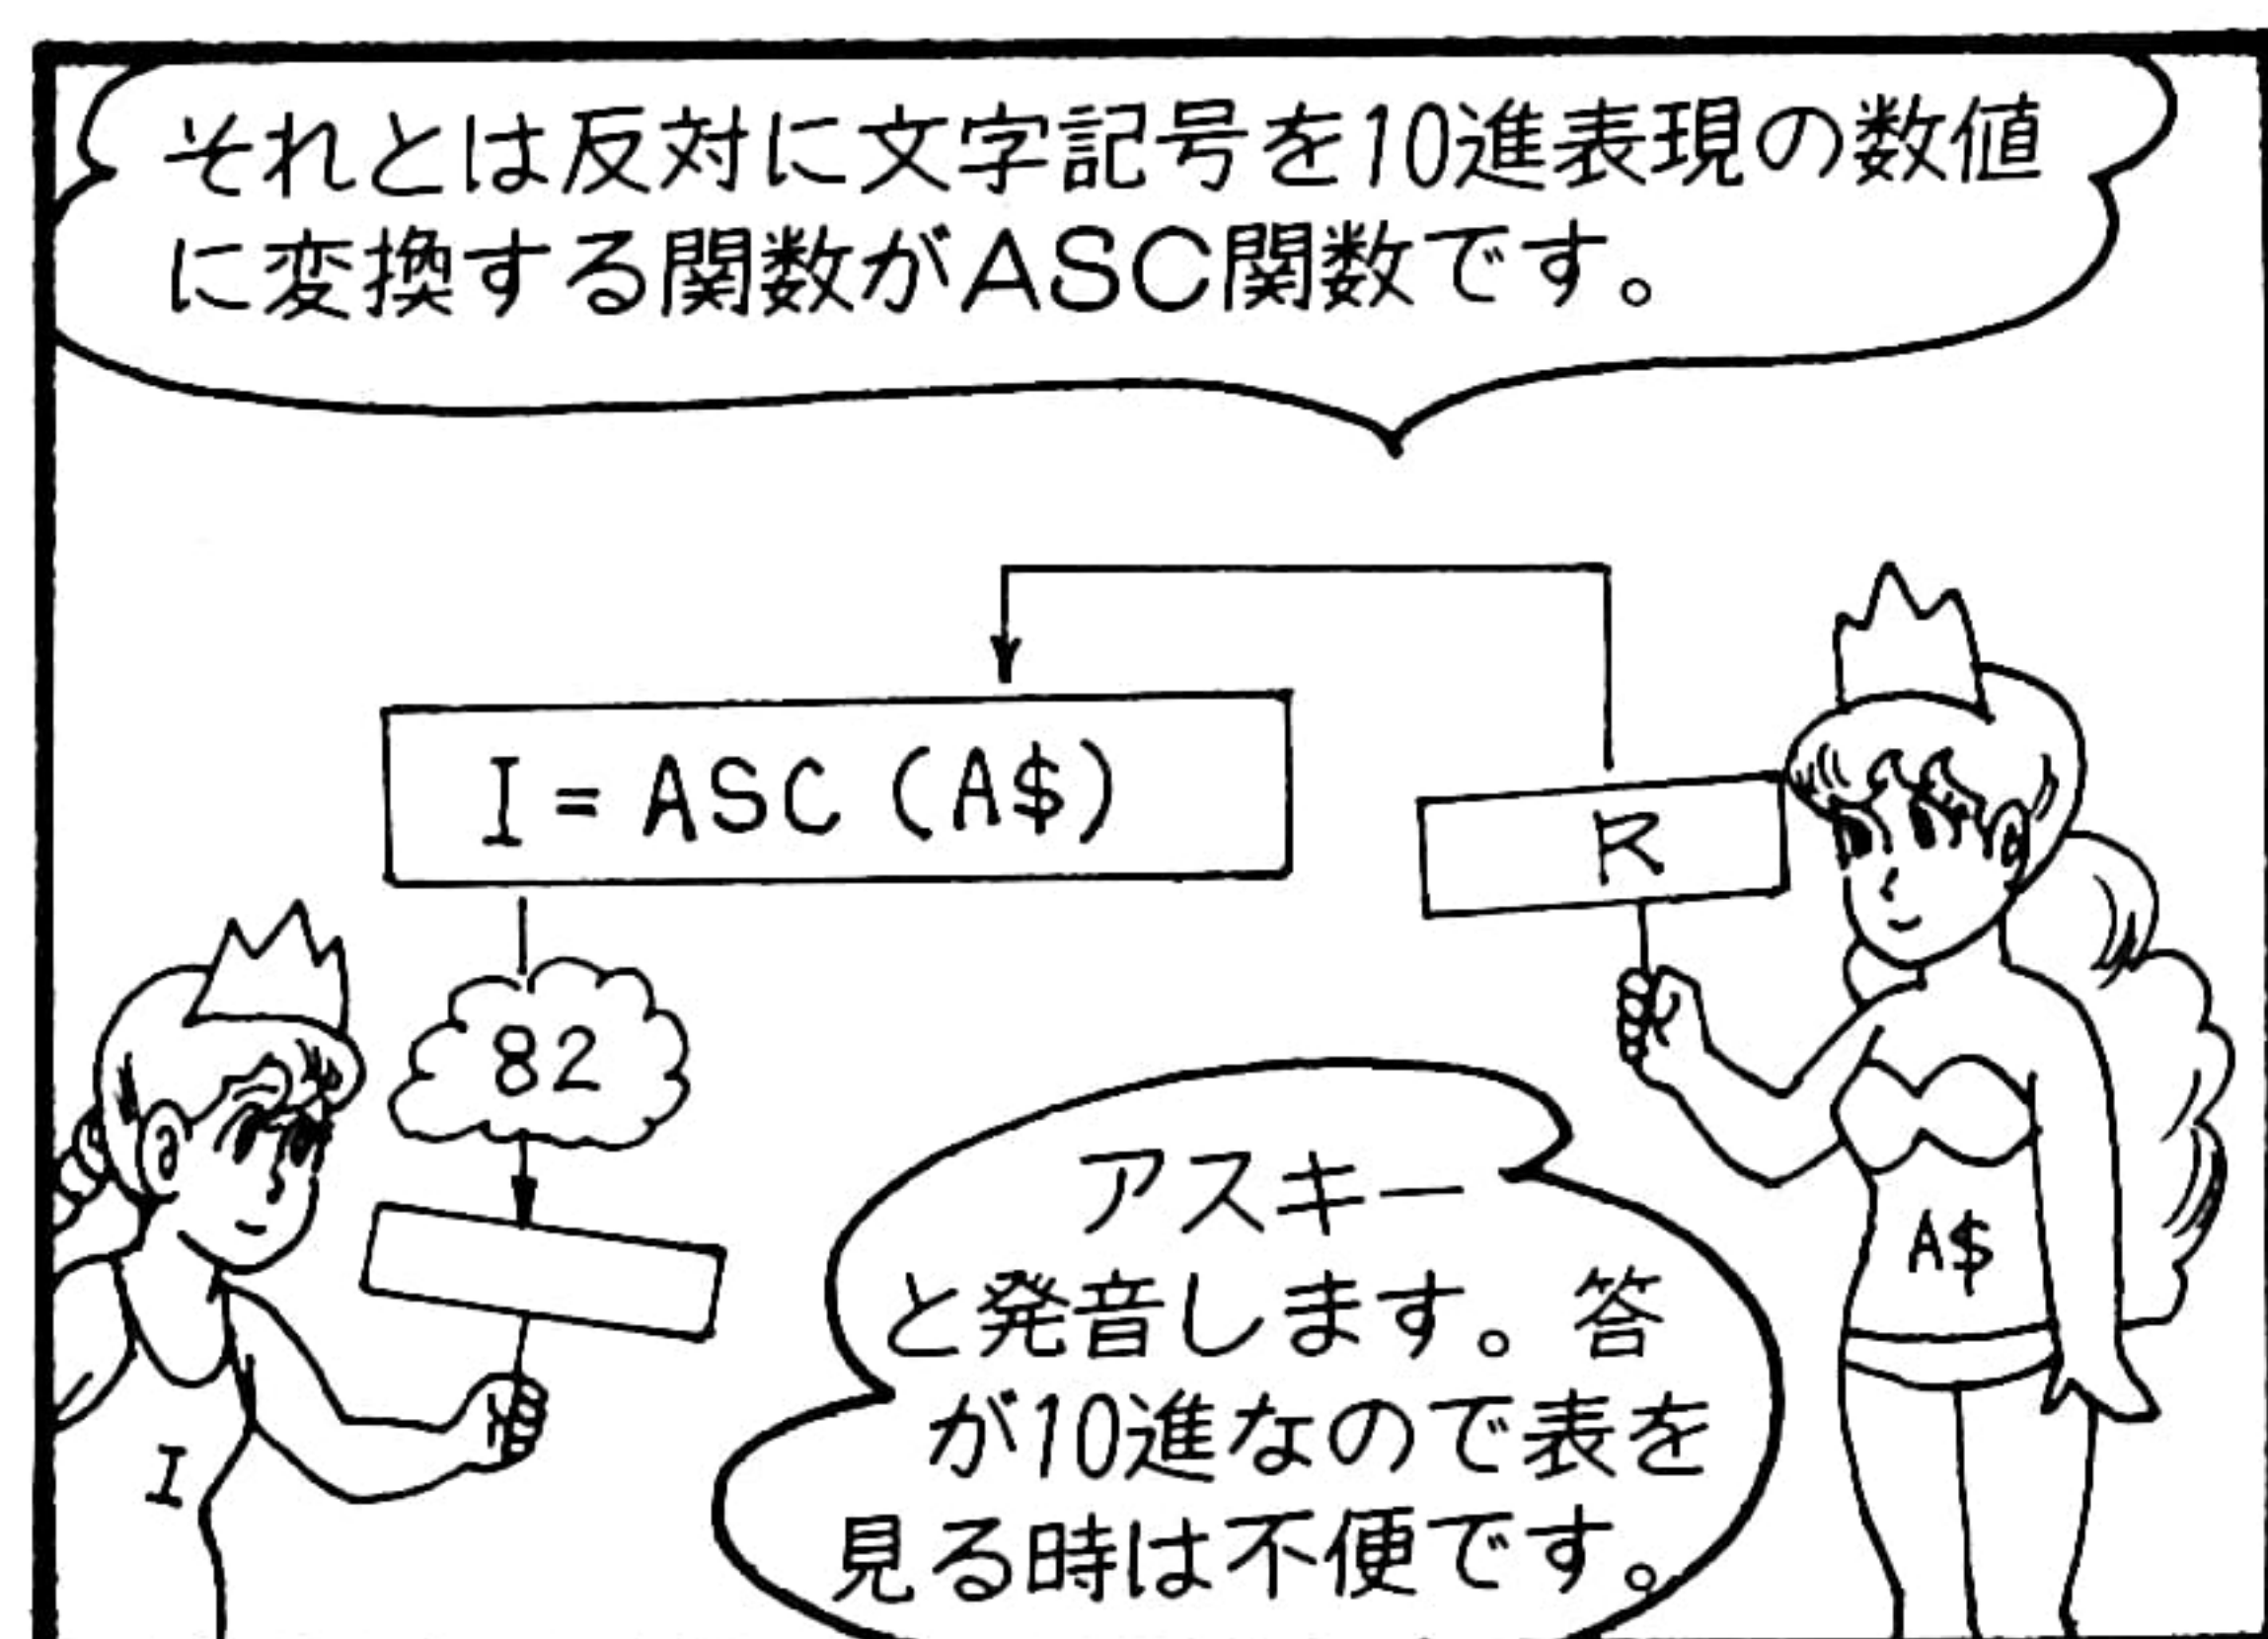 それとは反対に文字記号を10進表現の数値
に変換する関数がASC関数です。
I = ASC (A$)
R
82
アスキー
と発音します。答
が10進なので表を
見る時は不便です。
A$
I